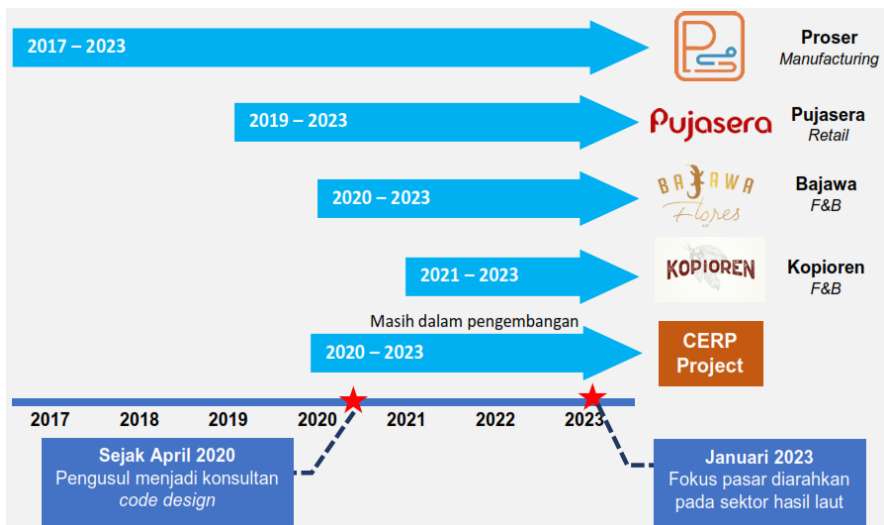 2017 – 2023
Proser
Manufacturing
2019 – 2023
Pujasera
Pujasera
Retail
2020 – 2023
BAJAWA
Flores
Bajawa
F&B
2021 – 2023
KOPIOREN
Kopioren
F&B
Masih dalam pengembangan
2020 – 2023
CERP
Project
2017 2018 2019 2020 2021 2022 2023
Sejak April 2020
Pengusul menjadi konsultan
code design
Januari 2023
Fokus pasar diarahkan
pada sektor hasil laut